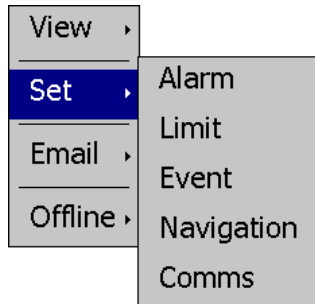 View
Set
Email
Offline
Alarm
Limit
Event
Navigation
Comms